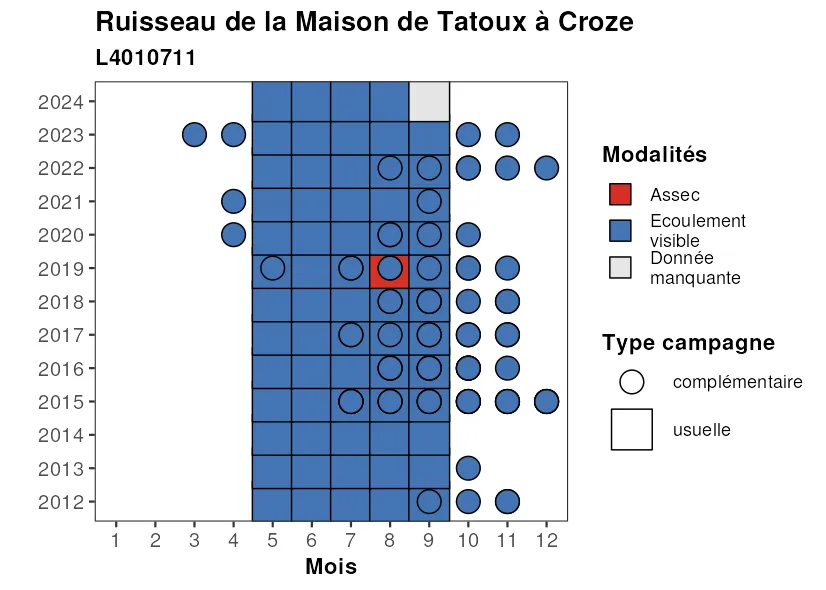 Ruisseau de la Maison de Tatoux à Croze
L4010711
2024
2023
2022
2021
2020
2019
2018
2017
2016
2015
2014
2013
2012
1 2 3 4 5 6 7 8 9 10 11 12
Mois
Modalités
Assec
Ecoulement
visible
Donnée
manquante
Type campagne
complémentaire
usuelle